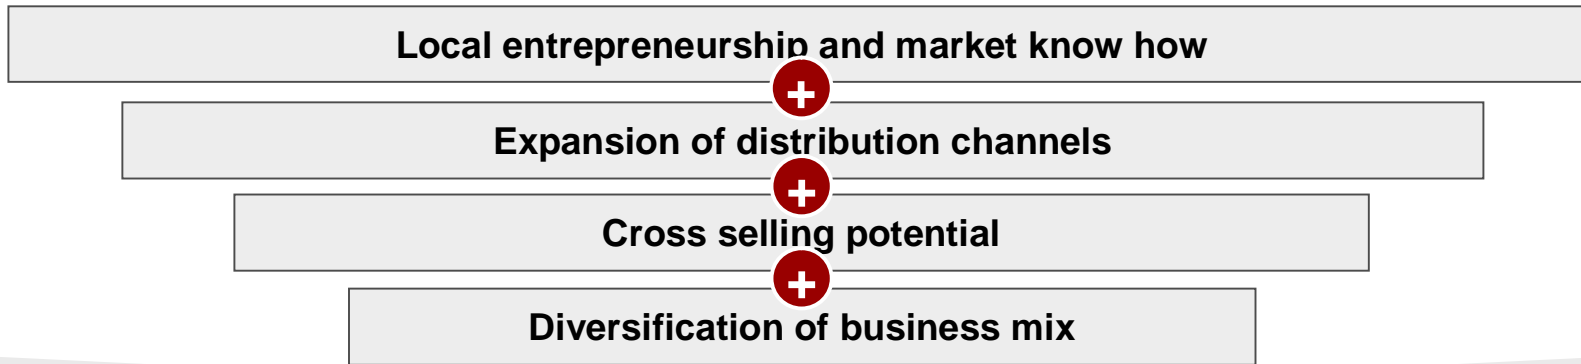 Local entrepreneurship and market know how
+
Expansion of distribution channels
+
Cross selling potential
+
Diversification of business mix